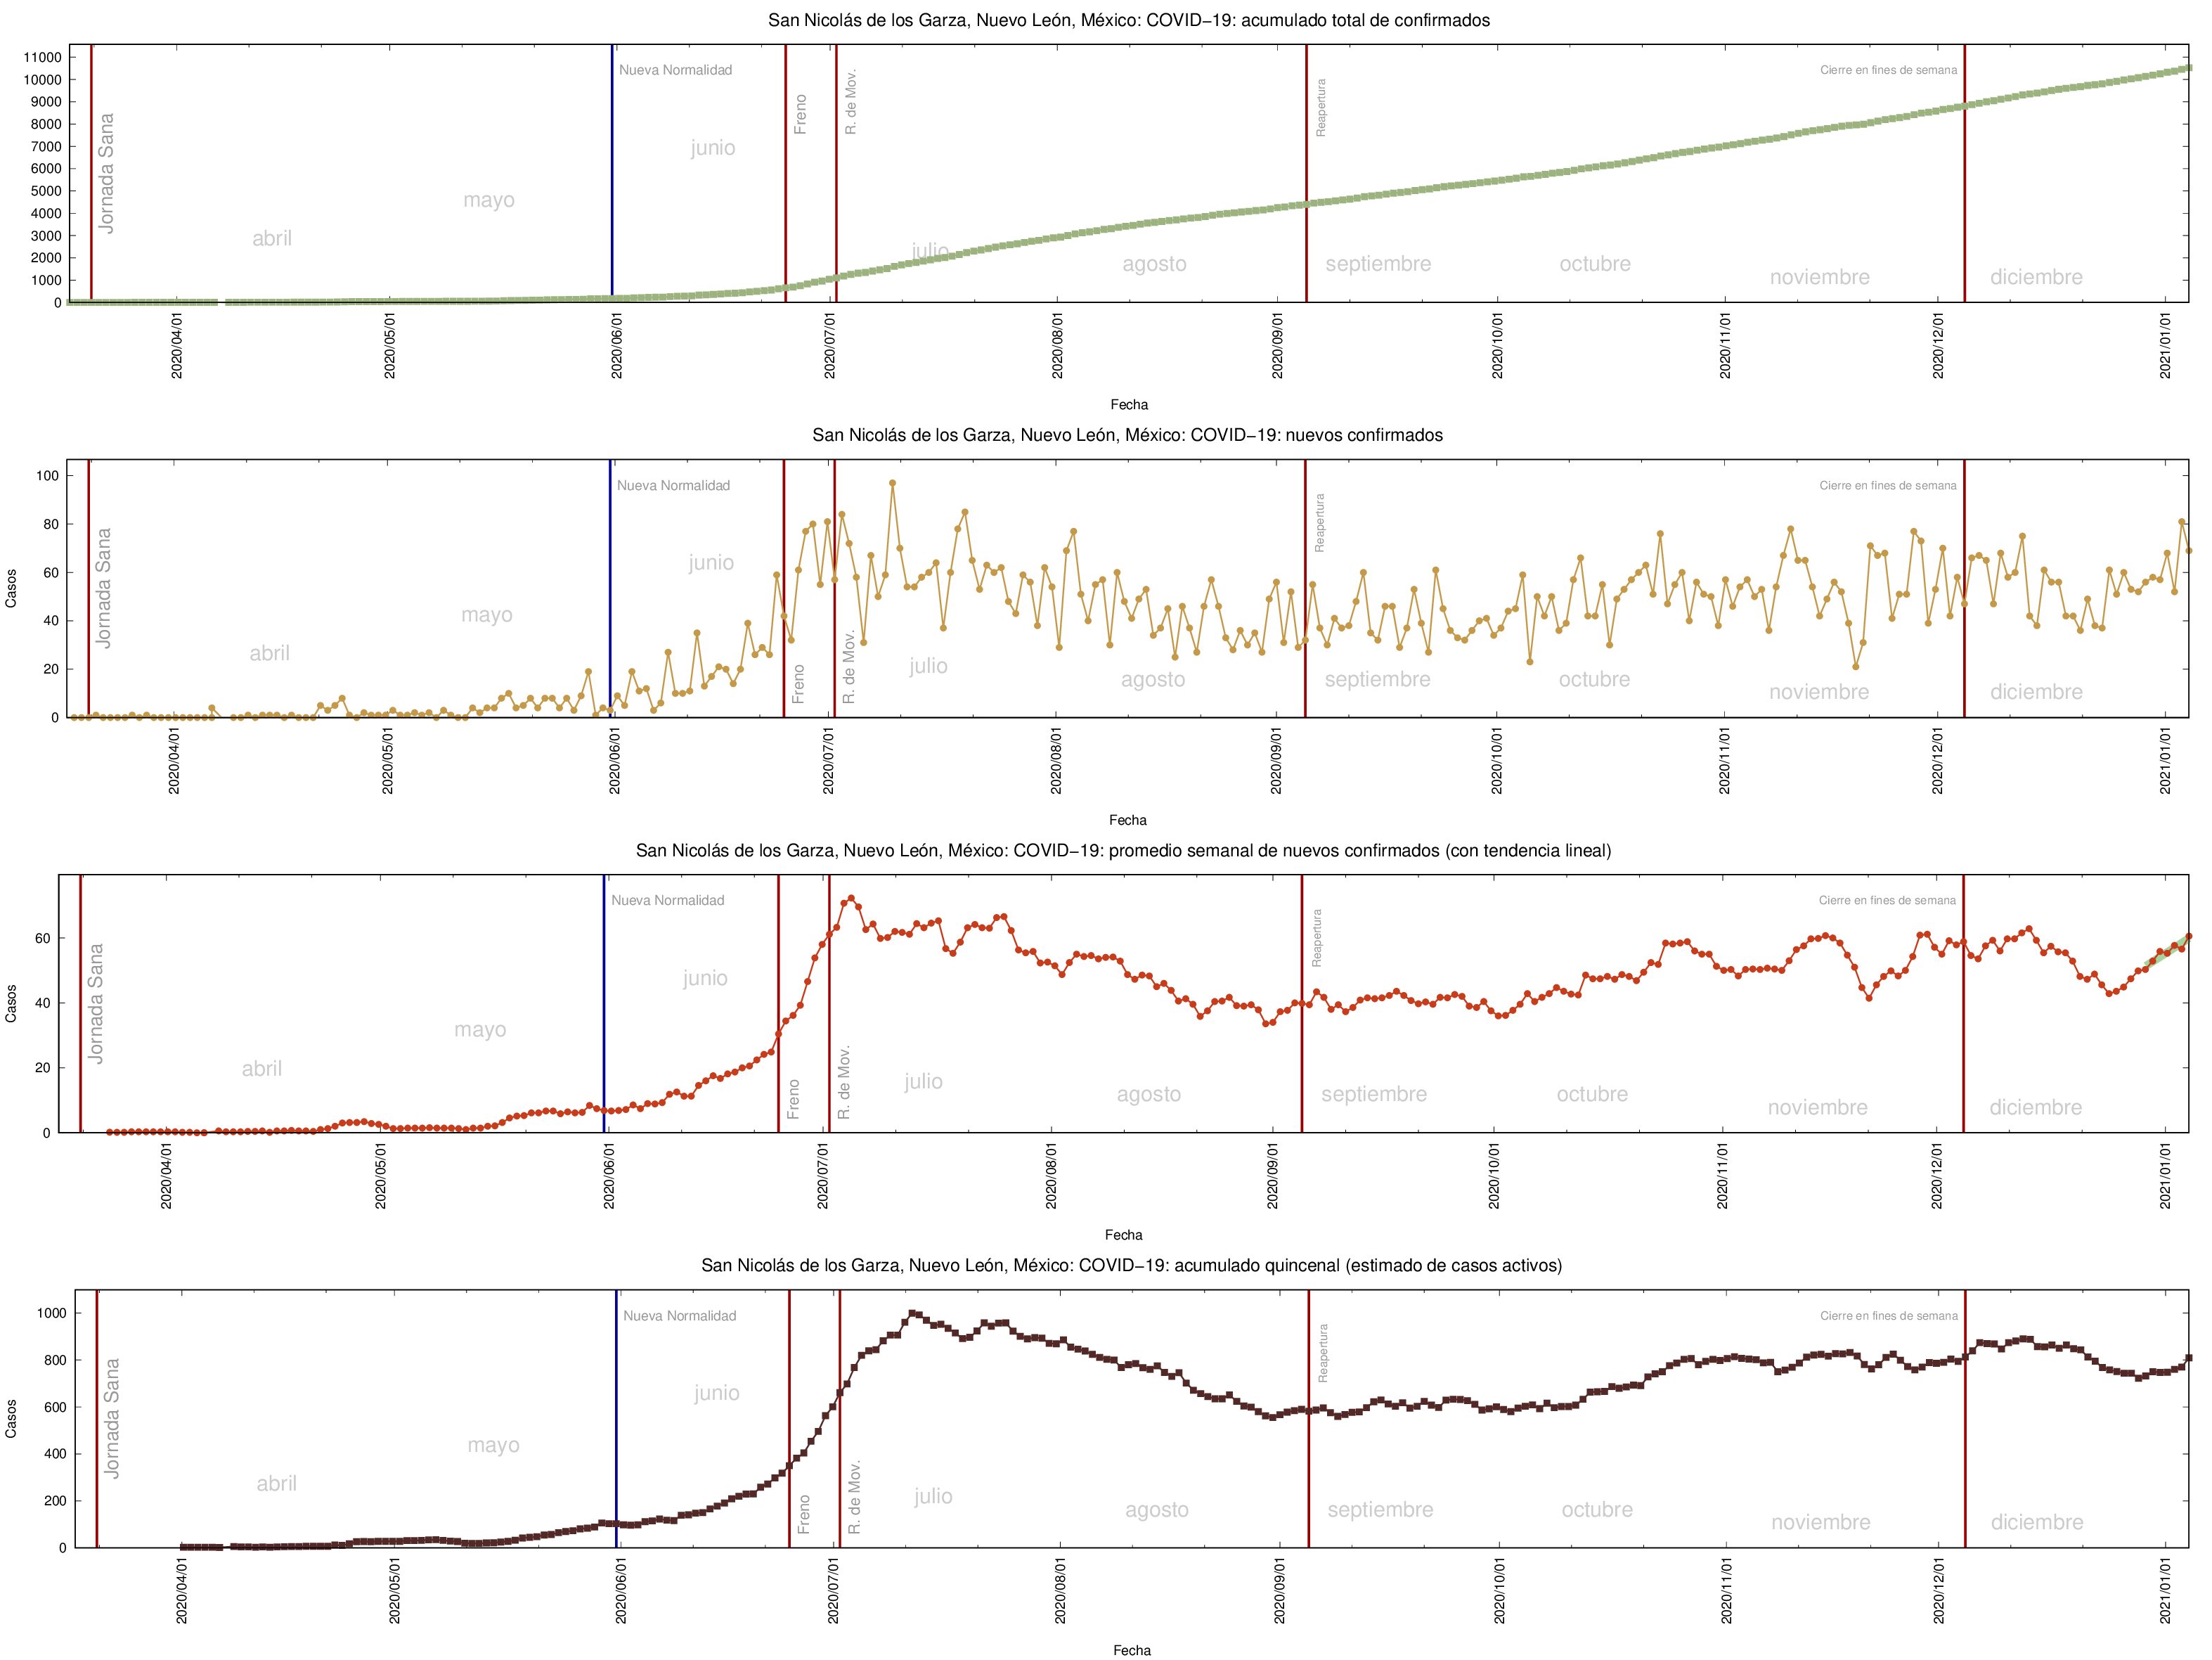 San Nicolás de los Garza, Nuevo León, México: COVID−19: acumulado total de confirmados
11000
10000
9000
8000
7000
6000
5000
4000
3000
2000
1000
0
Jornada Sana
abril
mayo
Nueva Normalidad
junio
Freno
R. de Mov.
julio
agosto
Reapertura
septiembre
octubre
noviembre
Cierre en fines de semana
diciembre
2020/04/01
2020/05/01
2020/06/01
2020/07/01
2020/08/01
2020/09/01
2020/10/01
2020/11/01
2020/12/01
2021/01/01
Fecha
San Nicolás de los Garza, Nuevo León, México: COVID−19: nuevos confirmados
Casos
100
80
60
40
20
0
Jornada Sana
abril
mayo
Nueva Normalidad
junio
Freno
R. de Mov.
julio
agosto
Reapertura
septiembre
octubre
noviembre
Cierre en fines de semana
diciembre
2020/04/01
2020/05/01
2020/06/01
2020/07/01
2020/08/01
2020/09/01
2020/10/01
2020/11/01
2020/12/01
2021/01/01
Fecha
San Nicolás de los Garza, Nuevo León, México: COVID−19: promedio semanal de nuevos confirmados (con tendencia lineal)
Casos
60
40
20
0
Jornada Sana
abril
mayo
Nueva Normalidad
junio
Freno
R. de Mov.
julio
agosto
Reapertura
septiembre
octubre
noviembre
Cierre en fines de semana
diciembre
2020/04/01
2020/05/01
2020/06/01
2020/07/01
2020/08/01
2020/09/01
2020/10/01
2020/11/01
2020/12/01
2021/01/01
Fecha
San Nicolás de los Garza, Nuevo León, México: COVID−19: acumulado quincenal (estimado de casos activos)
Casos
1000
800
600
400
200
0
Jornada Sana
abril
mayo
Nueva Normalidad
junio
Freno
R. de Mov.
julio
agosto
Reapertura
septiembre
octubre
noviembre
Cierre en fines de semana
diciembre
2020/04/01
2020/05/01
2020/06/01
2020/07/01
2020/08/01
2020/09/01
2020/10/01
2020/11/01
2020/12/01
2021/01/01
Fecha